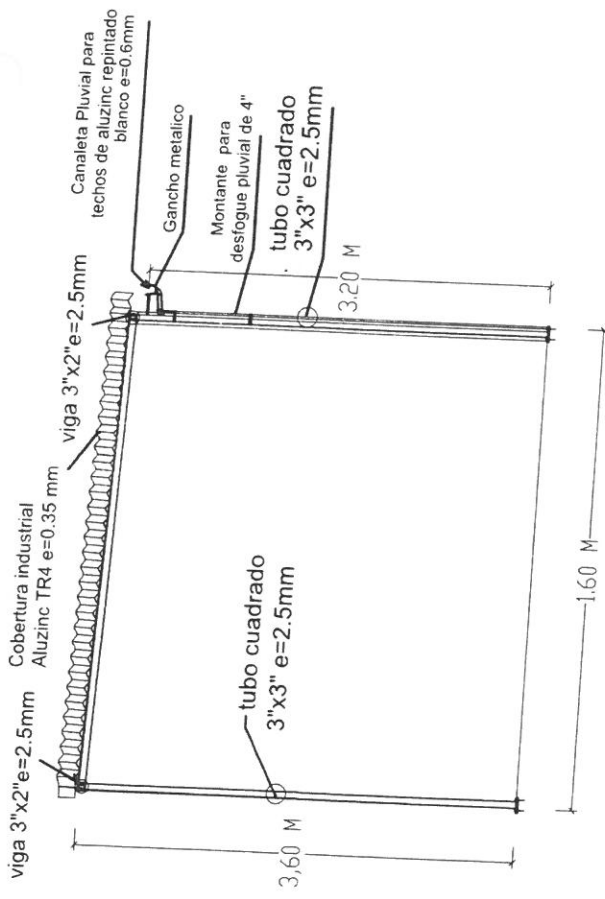 viga 3"x2"e=2.5mm
Cobertura industrial
Aluzinc TR4 e=0.35 mm
viga 3"x2"e=2.5mm
Canaleta Pluvial para
techos de aluzinc repintado
blanco e=0.6mm
Gancho metalico
Montante para
desfogue pluvial de 4"
tubo cuadrado
3"x3" e=2.5mm
3.20 M
tubo cuadrado
3"x3" e=2.5mm
3,60 M
1.60 M